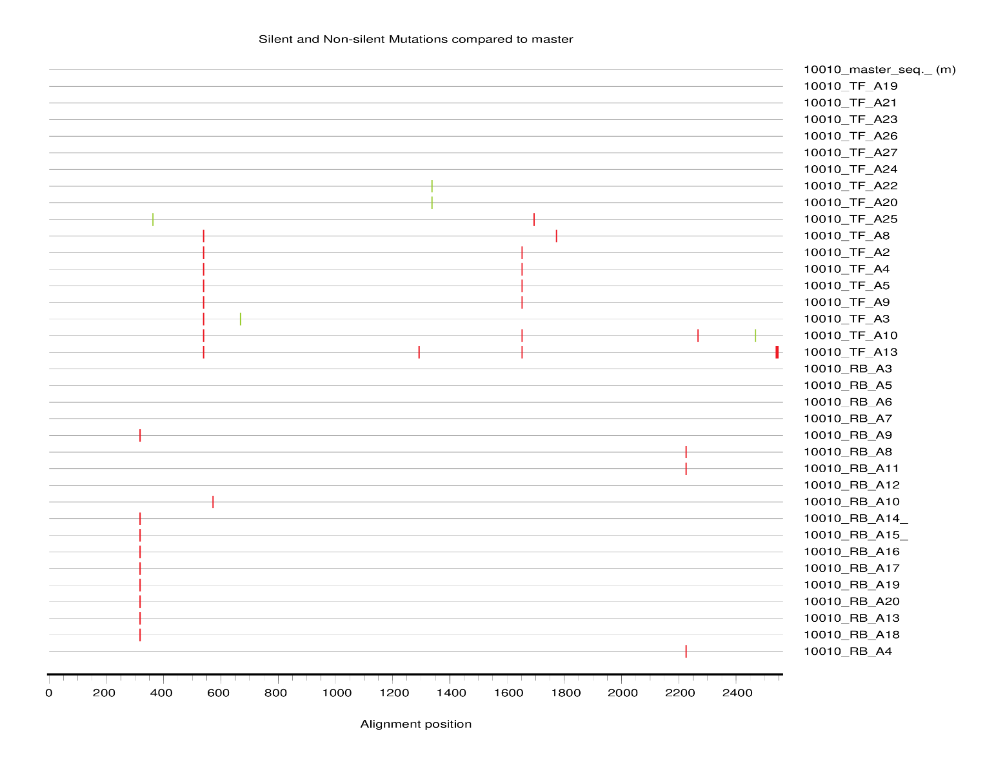 Silent and Non-silent Mutations compared to master
10010_master_seq._ (m)
10010_TF_A19
10010_TF_A21
10010_TF_A23
10010_TF_A26
10010_TF_A27
10010_TF_A24
10010_TF_A22
10010_TF_A20
10010_TF_A25
10010_TF_A8
10010_TF_A2
10010_TF_A4
10010_TF_A5
10010_TF_A9
10010_TF_A3
10010_TF_A10
10010_TF_A13
10010_RB_A3
10010_RB_A5
10010_RB_A6
10010_RB_A7
10010_RB_A9
10010_RB_A8
10010_RB_A11
10010_RB_A12
10010_RB_A10
10010_RB_A14_
10010_RB_A15_
10010_RB_A16
10010_RB_A17
10010_RB_A19
10010_RB_A20
10010_RB_A13
10010_RB_A18
10010_RB_A4
0 200 400 600 800 1000 1200 1400 1600 1800 2000 2200 2400
Alignment position